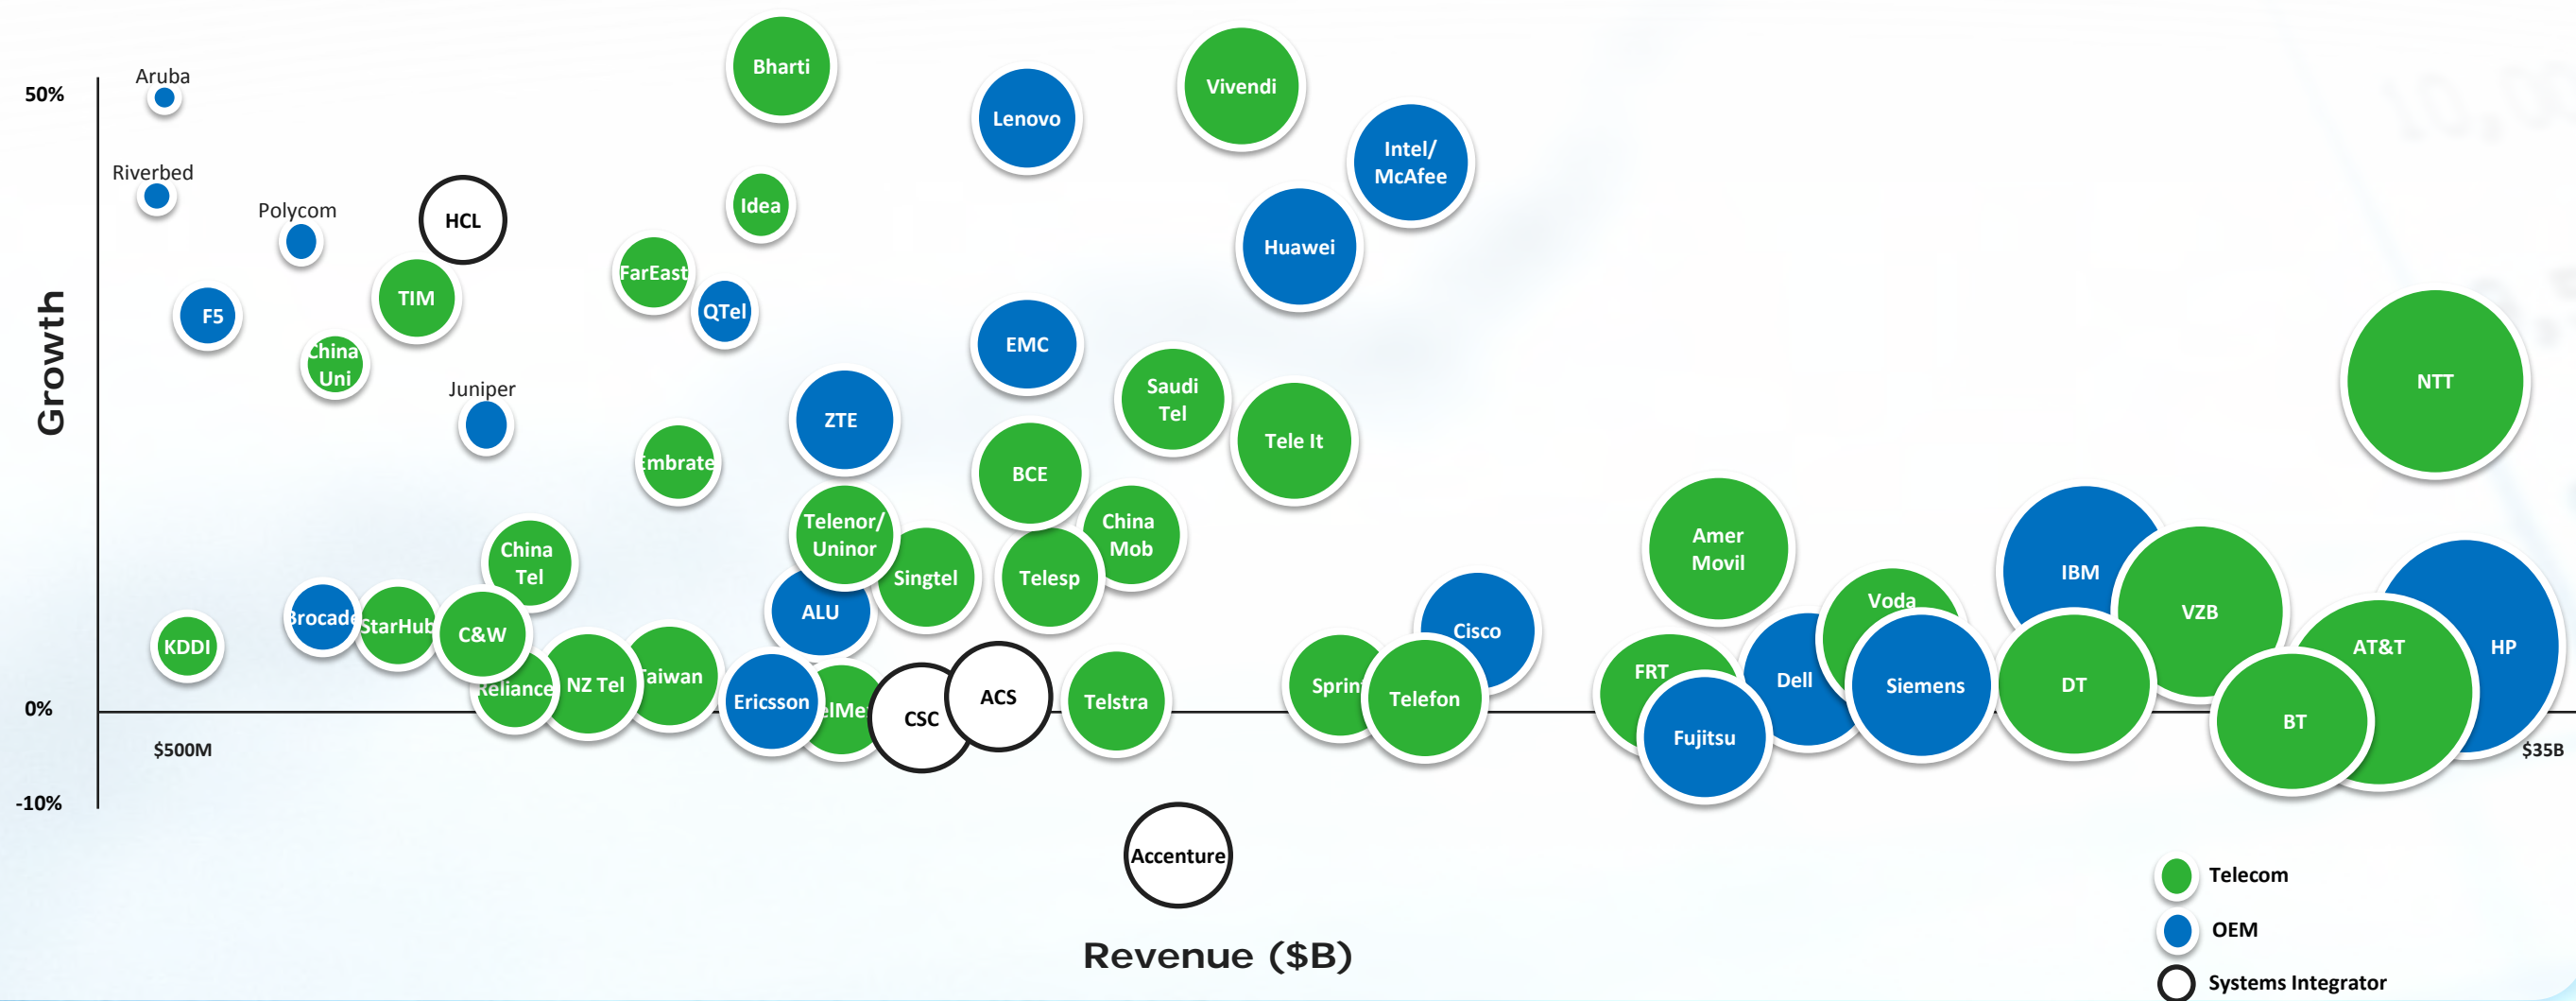 Aruba
50%
Bharti
Vivendi
Lenovo
Intel/
McAfee
Riverbed
Polycom
HCL
Idea
Huawei
FarEast
TIM
QTel
F5
China
Uni
EMC
Growth
Juniper
Saudi
Tel
NTT
ZTE
Tele It
Embrate
BCE
Telenor/
Uninor
China
Mob
Amer
Movil
China
Tel
Singtel
Telesp
IBM
Voda
ALU
VZB
Brocade
StarHub
C&W
Cisco
KDDI
AT&T
HP
FRT
Reliance
NZ Tel
Taiwan
Ericsson
elMe
CSC
ACS
Telstra
Sprin
Telefon
Dell
Siemens
DT
0%
BT
Fujitsu
$500M
$35B
-10%
Accenture
Telecom
OEM
Revenue ($B)
Systems Integrator